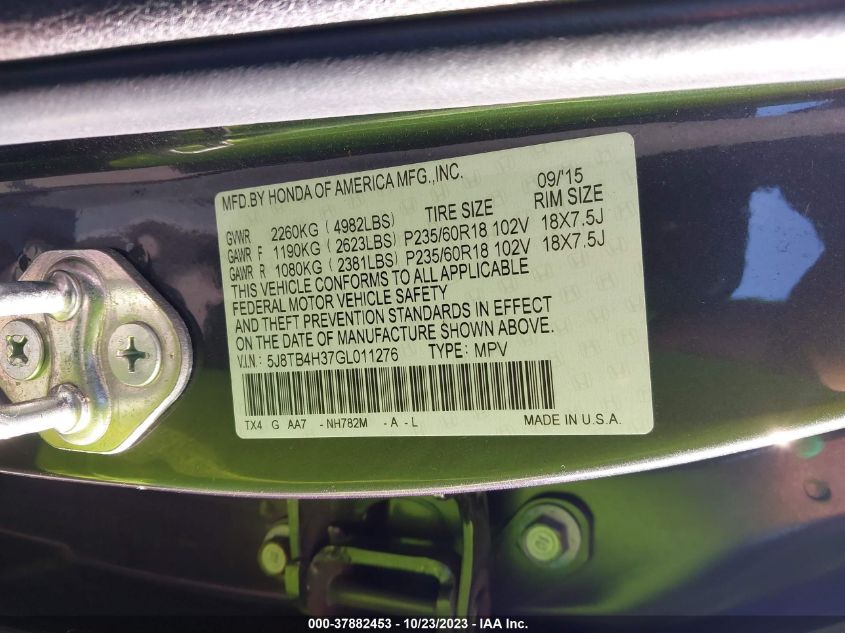 MFD.BY HONDA OF AMERICA MFG.,INC. 09/'15
TIRE SIZE RIM SIZE
GVWR 2260KG ( 4982LBS)
GAWR F 1190KG ( 2623LBS) P235/60R18 102V 18X7.5J
GAWR R 1080KG ( 2381LBS) P235/60R18 102V 18X7.5J
THIS VEHICLE CONFORMS TO ALL APPLICABLE
FEDERAL MOTOR VEHICLE SAFETY
AND THEFT PREVENTION STANDARDS IN EFFECT
ON THE DATE OF MANUFACTURE SHOWN ABOVE.
V.I.N: 5J8TB4H37GL011276 TYPE: MPV
TX4 G AA7 -NH782M -A -L MADE IN U.S.A.
000-37882453 - 10/23/2023 - IAA Inc.